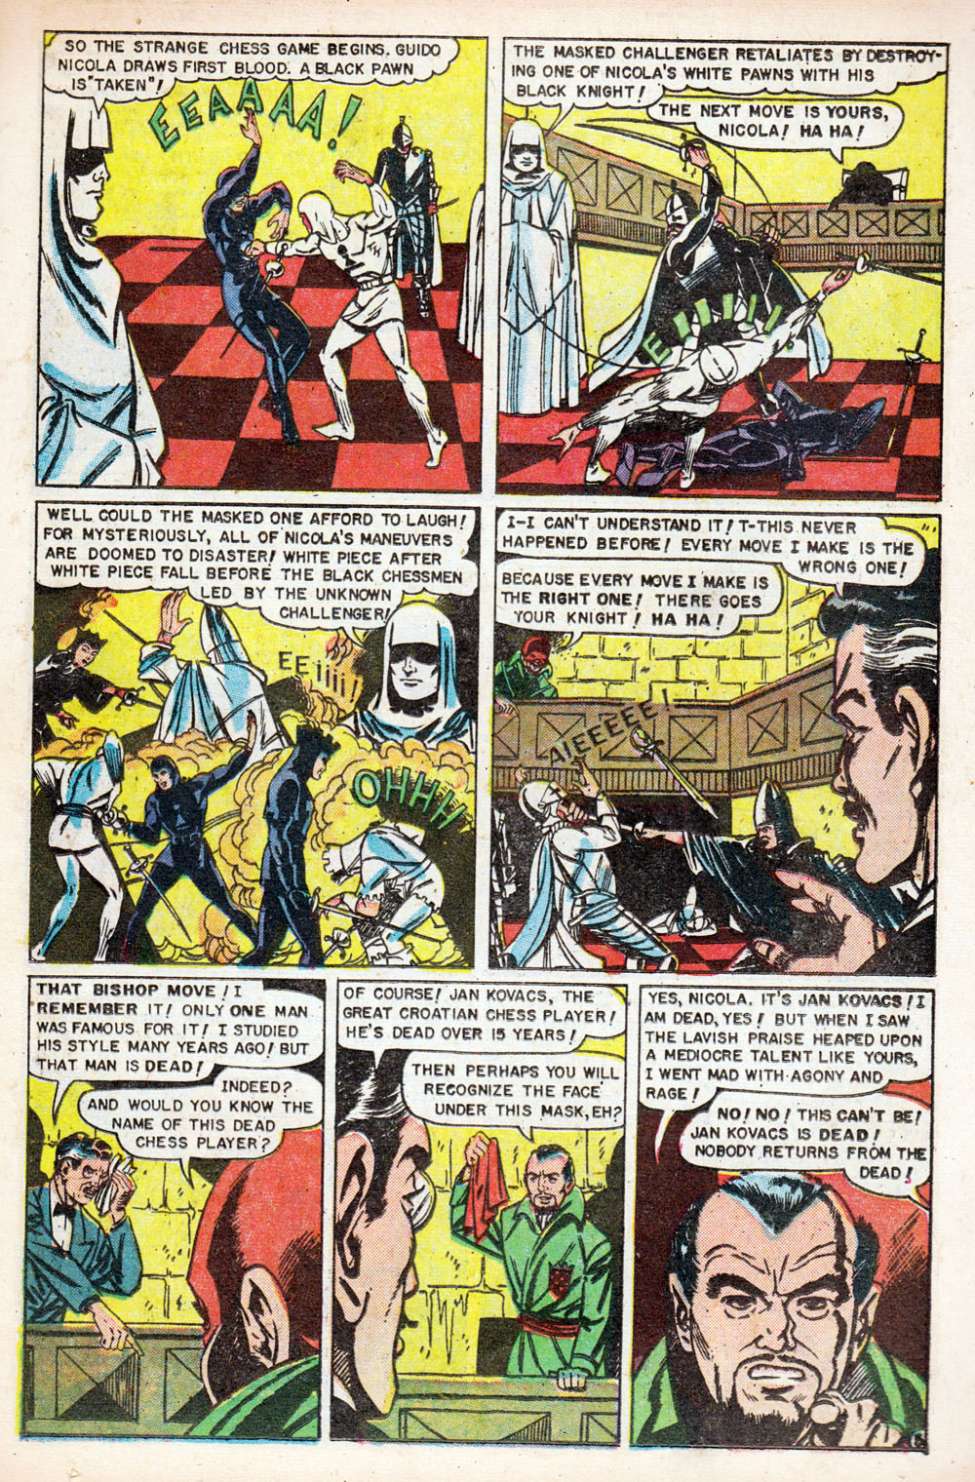 SO THE STRANGE CHESS GAME BEGINS. GUIDO
NICOLA DRAWS FIRST BLOOD. A BLACK PAWN
IS "TAKEN"!
EEAAAA!
THE MASKED CHALLENGER RETALIATES BY DESTROY-
ING ONE OF NICOLA'S WHITE PAWNS WITH HIS
BLACK KNIGHT!
THE NEXT MOVE IS YOURS,
NICOLA! HA HA!
EIIIII!
WELL COULD THE MASKED ONE AFFORD TO LAUGH!
FOR MYSTERIOUSLY, ALL OF NICOLA'S MANEUVERS
ARE DOOMED TO DISASTER! WHITE PIECE AFTER
WHITE PIECE FALL BEFORE THE BLACK CHESSMEN
LED BY THE UNKNOWN
CHALLENGER!
EEiiii!
OHHH
I-I CAN'T UNDERSTAND IT! T-THIS NEVER
HAPPENED BEFORE! EVERY MOVE I MAKE IS THE
WRONG ONE!
BECAUSE EVERY MOVE I MAKE IS
THE RIGHT ONE! THERE GOES
YOUR KNIGHT! HA HA!
AIEEEEE!
THAT BISHOP MOVE! I
REMEMBER IT! ONLY ONE MAN
WAS FAMOUS FOR IT! I STUDIED
HIS STYLE MANY YEARS AGO! BUT
THAT MAN IS DEAD!
INDEED?
AND WOULD YOU KNOW THE
NAME OF THIS DEAD
CHESS PLAYER?
OF COURSE! JAN KOVACS, THE
GREAT CROATIAN CHESS PLAYER!
HE'S DEAD OVER 15 YEARS!
THEN PERHAPS YOU WILL
RECOGNIZE THE FACE
UNDER THIS MASK, EH?
YES, NICOLA. IT'S JAN KOVACS! I
AM DEAD, YES! BUT WHEN I SAW
THE LAVISH PRAISE HEAPED UPON
A MEDIOCRE TALENT LIKE YOURS,
I WENT MAD WITH AGONY AND
RAGE!
NO! NO! THIS CAN'T BE!
JAN KOVACS IS DEAD!
NOBODY RETURNS FROM THE
DEAD!